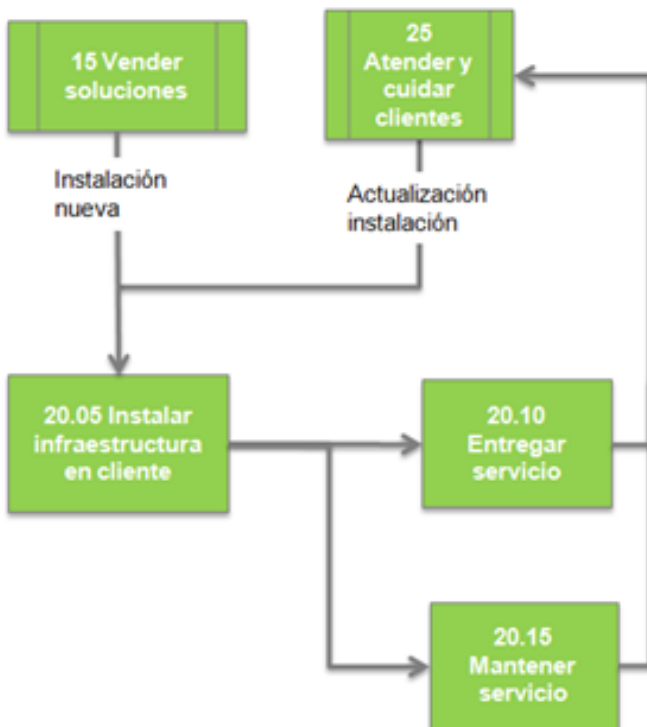 15 Vender
soluciones
25
Atender y
cuidar
clientes
Instalación
nueva
Actualización
instalación
20.05 Instalar
infraestructura
en cliente
20.10
Entregar
servicio
20.15
Mantener
servicio